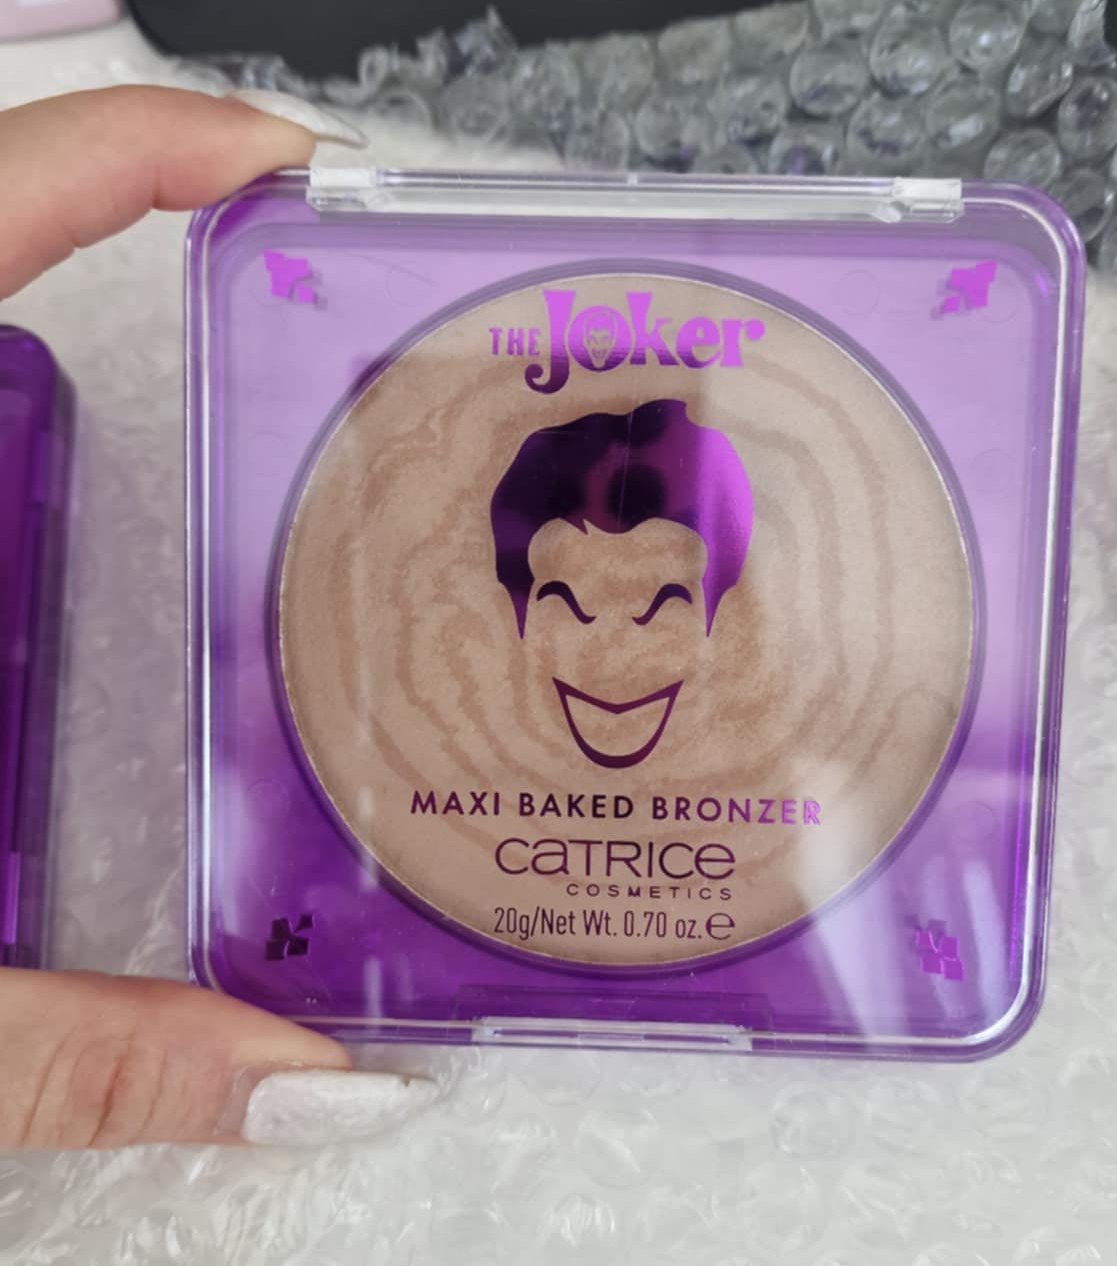 THE JOKER
MAXI BAKED BRONZER
CATRICE
COSMETICS
20g/Net Wt. 0.70 oz.℮